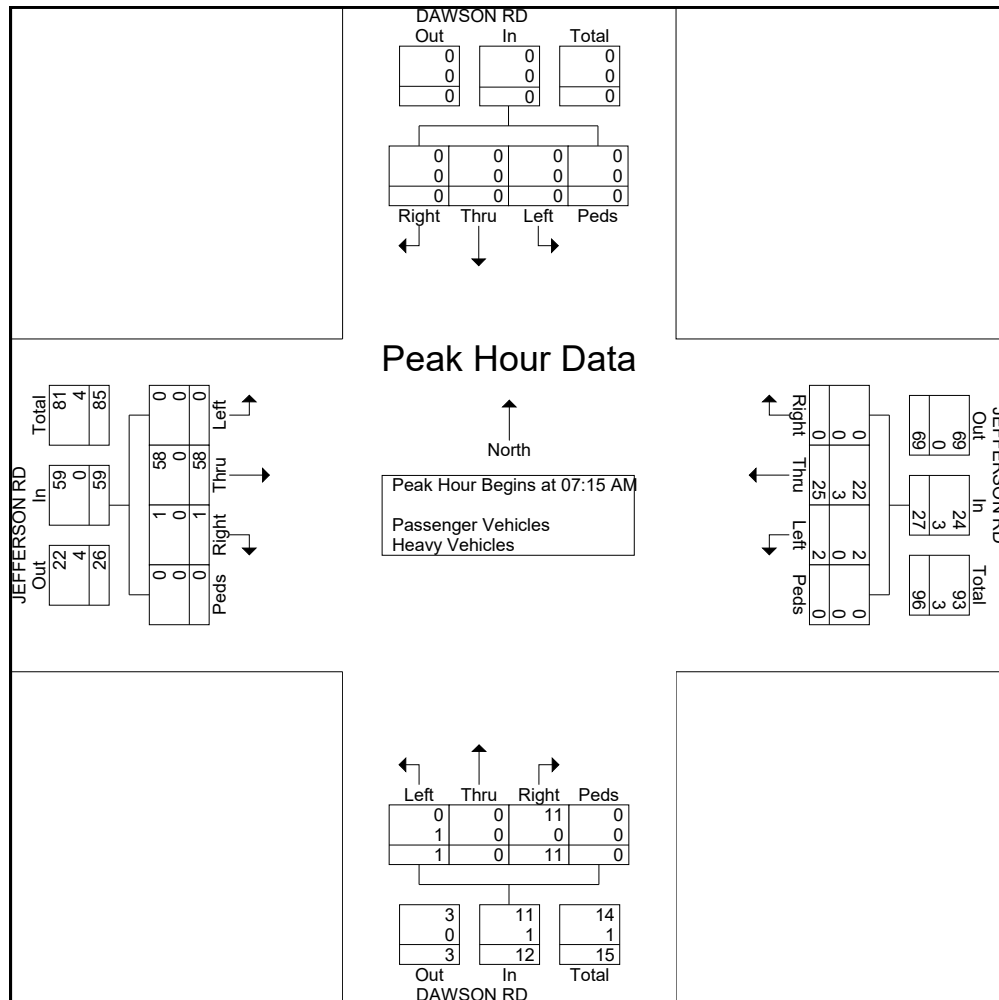 DAWSON RD
Out In Total
0 0 0
0 0 0
0 0 0
0 0 0 0
0 0 0 0
0 0 0 0
Right Thru Left Peds
Peak Hour Data
North
Peak Hour Begins at 07:15 AM
Passenger Vehicles
Heavy Vehicles
JEFFERSON RD
Out In Total
26 59 85
4 0 4
22 59 81
Left Thru Right Peds
0 58 1 0
0 0 0 0
0 58 1 0
JEFFERSON RD
Out In Total
69 24 93
0 3 3
69 27 96
0 22 2 0
0 3 0 0
0 25 2 0
Right Thru Left Peds
Left Thru Right Peds
0 0 11 0
1 0 0 0
1 0 11 0
3 11 14
0 1 1
3 12 15
Out In Total
DAWSON RD